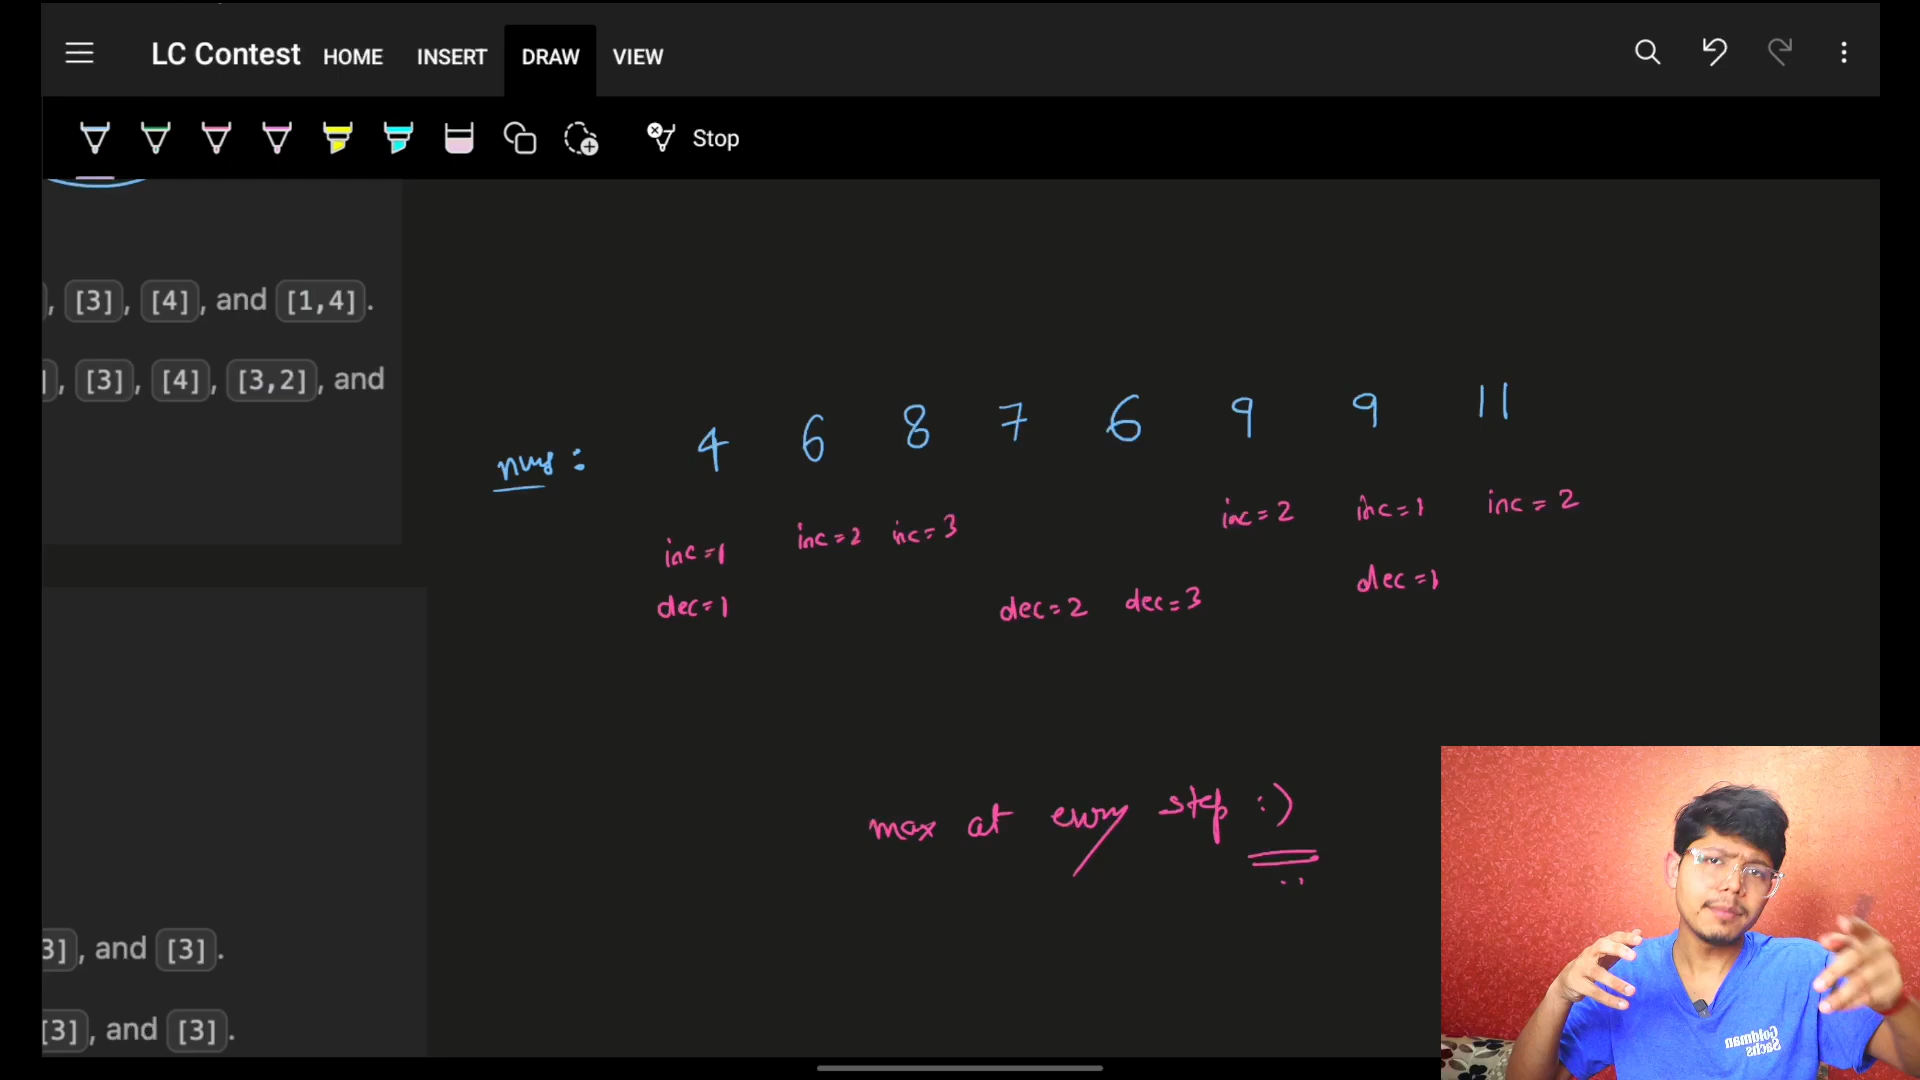 LC Contest HOME INSERT DRAW VIEW
Stop
, [3], [4], and [1,4].
], [3], [4], [3,2], and
nums: 4 6 8 7 6 9 9 11
inc=1 inc=2 inc=3 inc=2 inc=1 inc=2
dec=1 dec=2 dec=3 dec=1
max at every step :)
3], and [3].
[3], and [3].
Goldman
Sachs